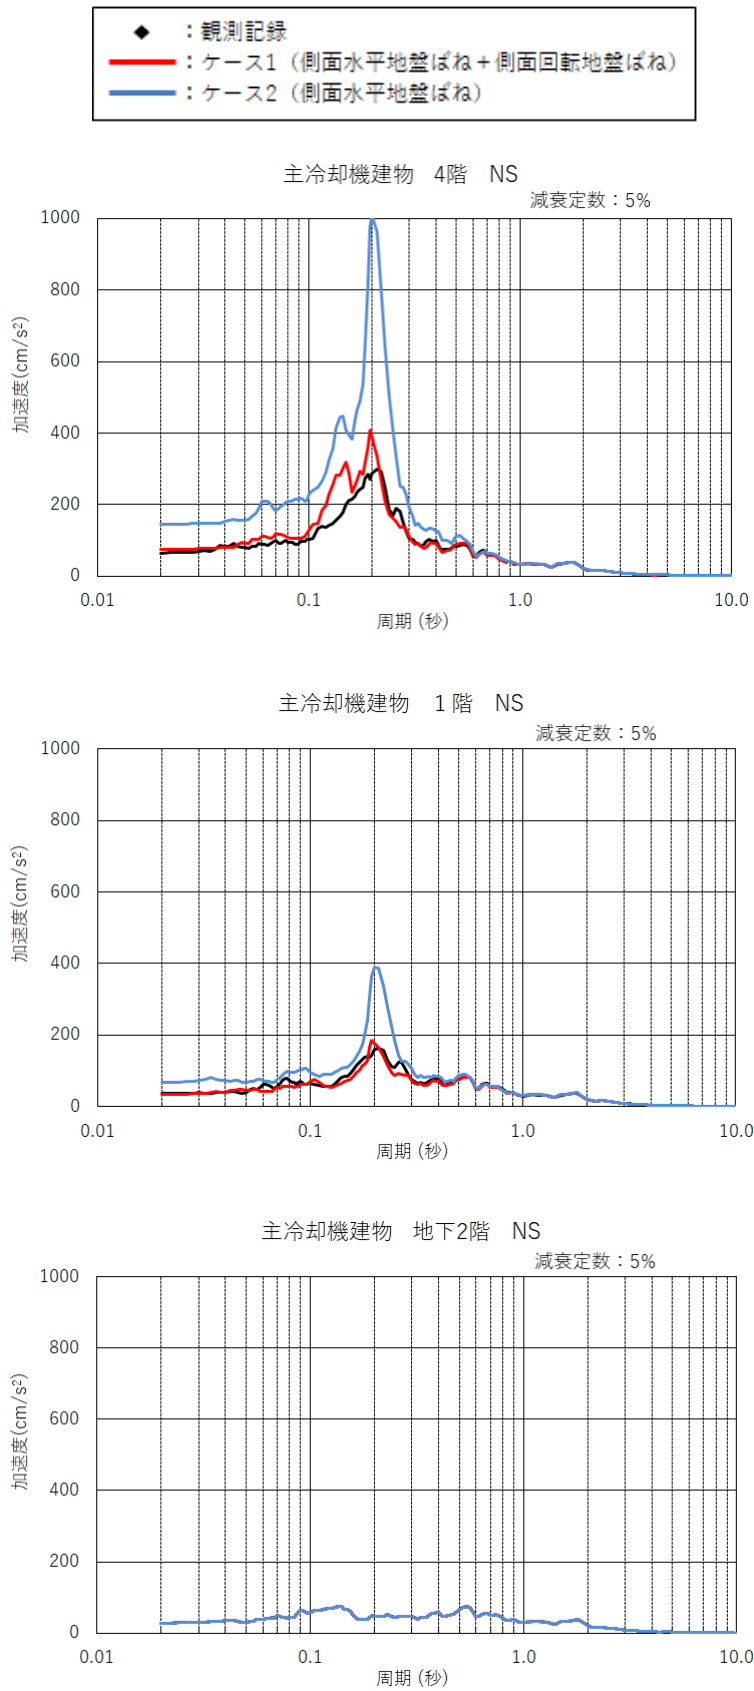 ◆ ：観測記録
：ケース1（側面水平地盤ばね＋側面回転地盤ばね）
：ケース2（側面水平地盤ばね）
主冷却機建物　4階　NS
減衰定数：5%
1000
800
600
400
200
0
加速度(cm/s²)
0.01 0.1 1.0 10.0
周期 (秒)
主冷却機建物　１階　NS
減衰定数：5%
1000
800
600
400
200
0
加速度(cm/s²)
0.01 0.1 1.0 10.0
周期 (秒)
主冷却機建物　地下2階　NS
減衰定数：5%
1000
800
600
400
200
0
加速度(cm/s²)
0.01 0.1 1.0 10.0
周期 (秒)